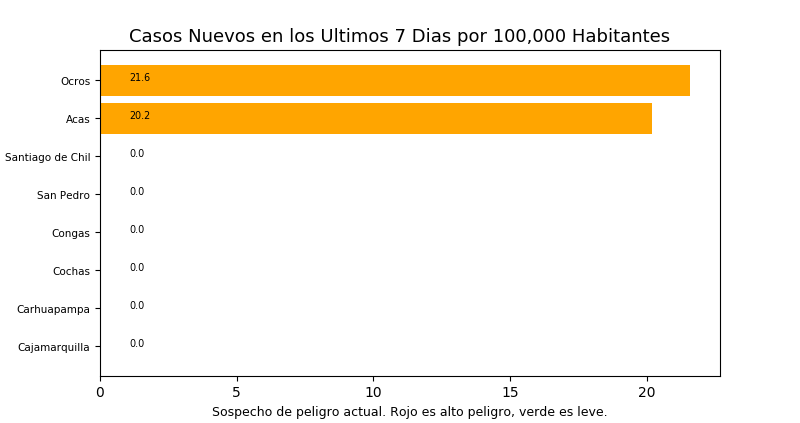 Casos Nuevos en los Ultimos 7 Dias por 100,000 Habitantes
Ocros 21.6
Acas 20.2
Santiago de Chil 0.0
San Pedro 0.0
Congas 0.0
Cochas 0.0
Carhuapampa 0.0
Cajamarquilla 0.0
0 5 10 15 20
Sospecho de peligro actual. Rojo es alto peligro, verde es leve.